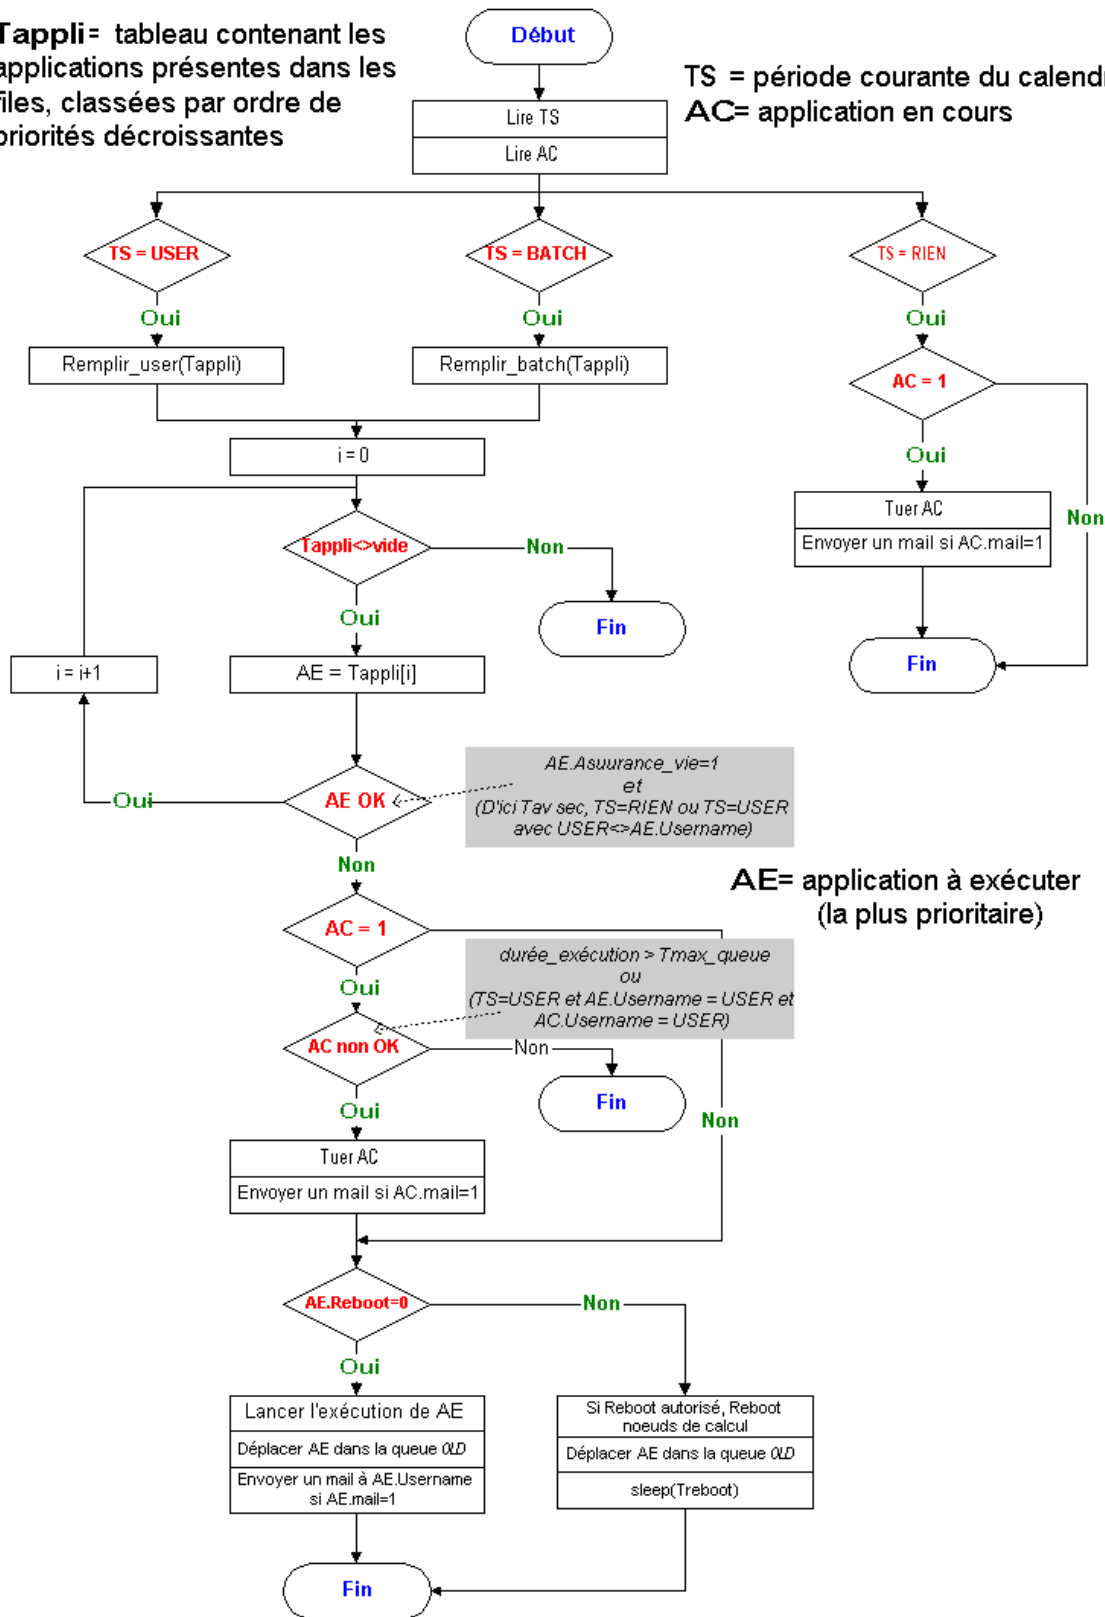 Tappli= tableau contenant les
applications présentes dans les
files, classées par ordre de
priorités décroissantes
Début
TS = période courante du calendr
AC= application en cours
Lire TS
Lire AC
TS = USER
TS = BATCH
TS = RIEN
Oui
Oui
Oui
Remplir_user(Tappli)
Remplir_batch(Tappli)
AC = 1
i = 0
Oui
Non
Tuer AC
Envoyer un mail si AC.mail=1
Tappli<>vide
Non
Oui
Fin
Fin
i = i+1
AE = Tappli[i]
AE.Asuurance_vie=1
et
(D'ici Tav sec, TS=RIEN ou TS=USER
avec USER<>AE.Username)
Oui
AE OK
Non
AE= application à exécuter
(la plus prioritaire)
AC = 1
durée_exécution > Tmax_queue
ou
(TS=USER et AE.Username = USER et
AC.Username = USER)
Oui
AC non OK
Non
Fin
Oui
Non
Tuer AC
Envoyer un mail si AC.mail=1
AE.Reboot=0
Non
Oui
Lancer l'exécution de AE
Déplacer AE dans la queue OLD
Envoyer un mail à AE.Username
si AE.mail=1
Si Reboot autorisé, Reboot
noeuds de calcul
Déplacer AE dans la queue OLD
sleep(Treboot)
Fin